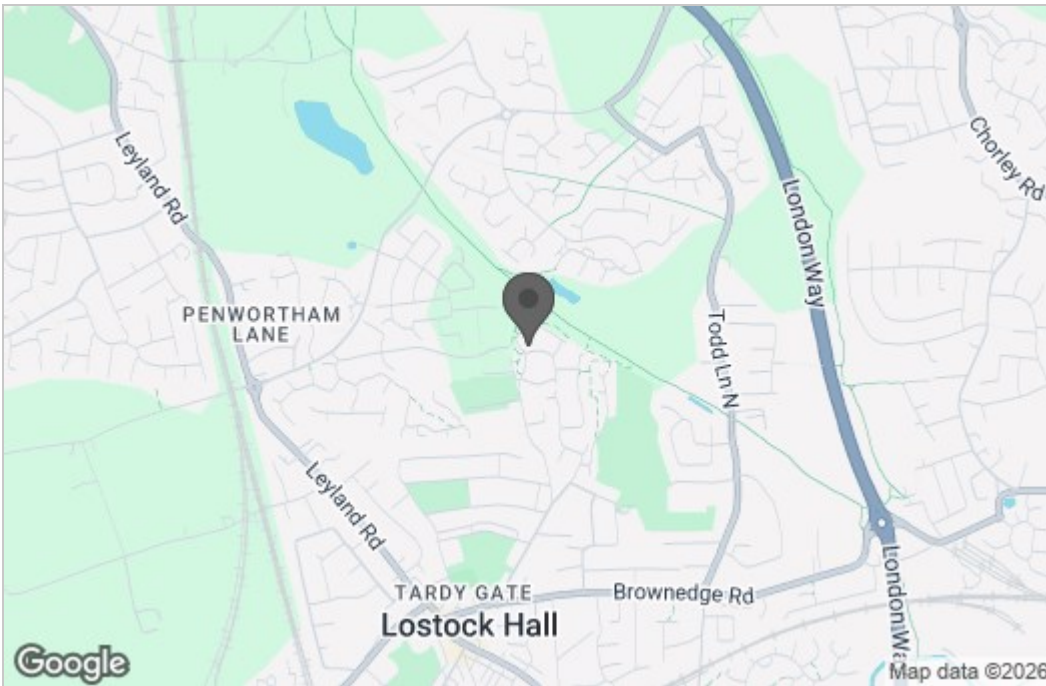 Leyland Rd
Chorley Rd
London Way
PENWORTHAM
LANE
Todd Ln N
Leyland Rd
TARDY GATE
Lostock Hall
Brownedge Rd
London Wa
Google
Map data ©2026